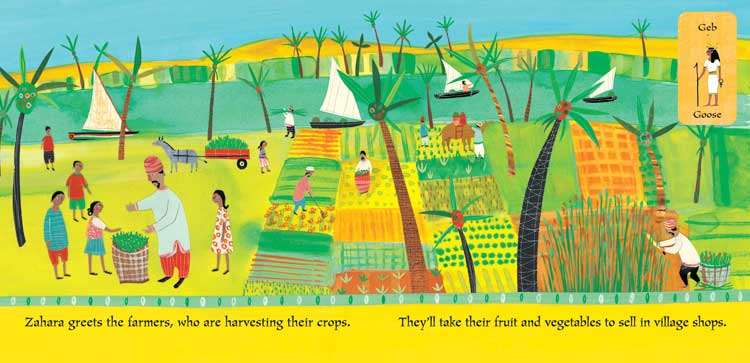 Geb
Goose
Zahara greets the farmers, who are harvesting their crops.
They'll take their fruit and vegetables to sell in village shops.